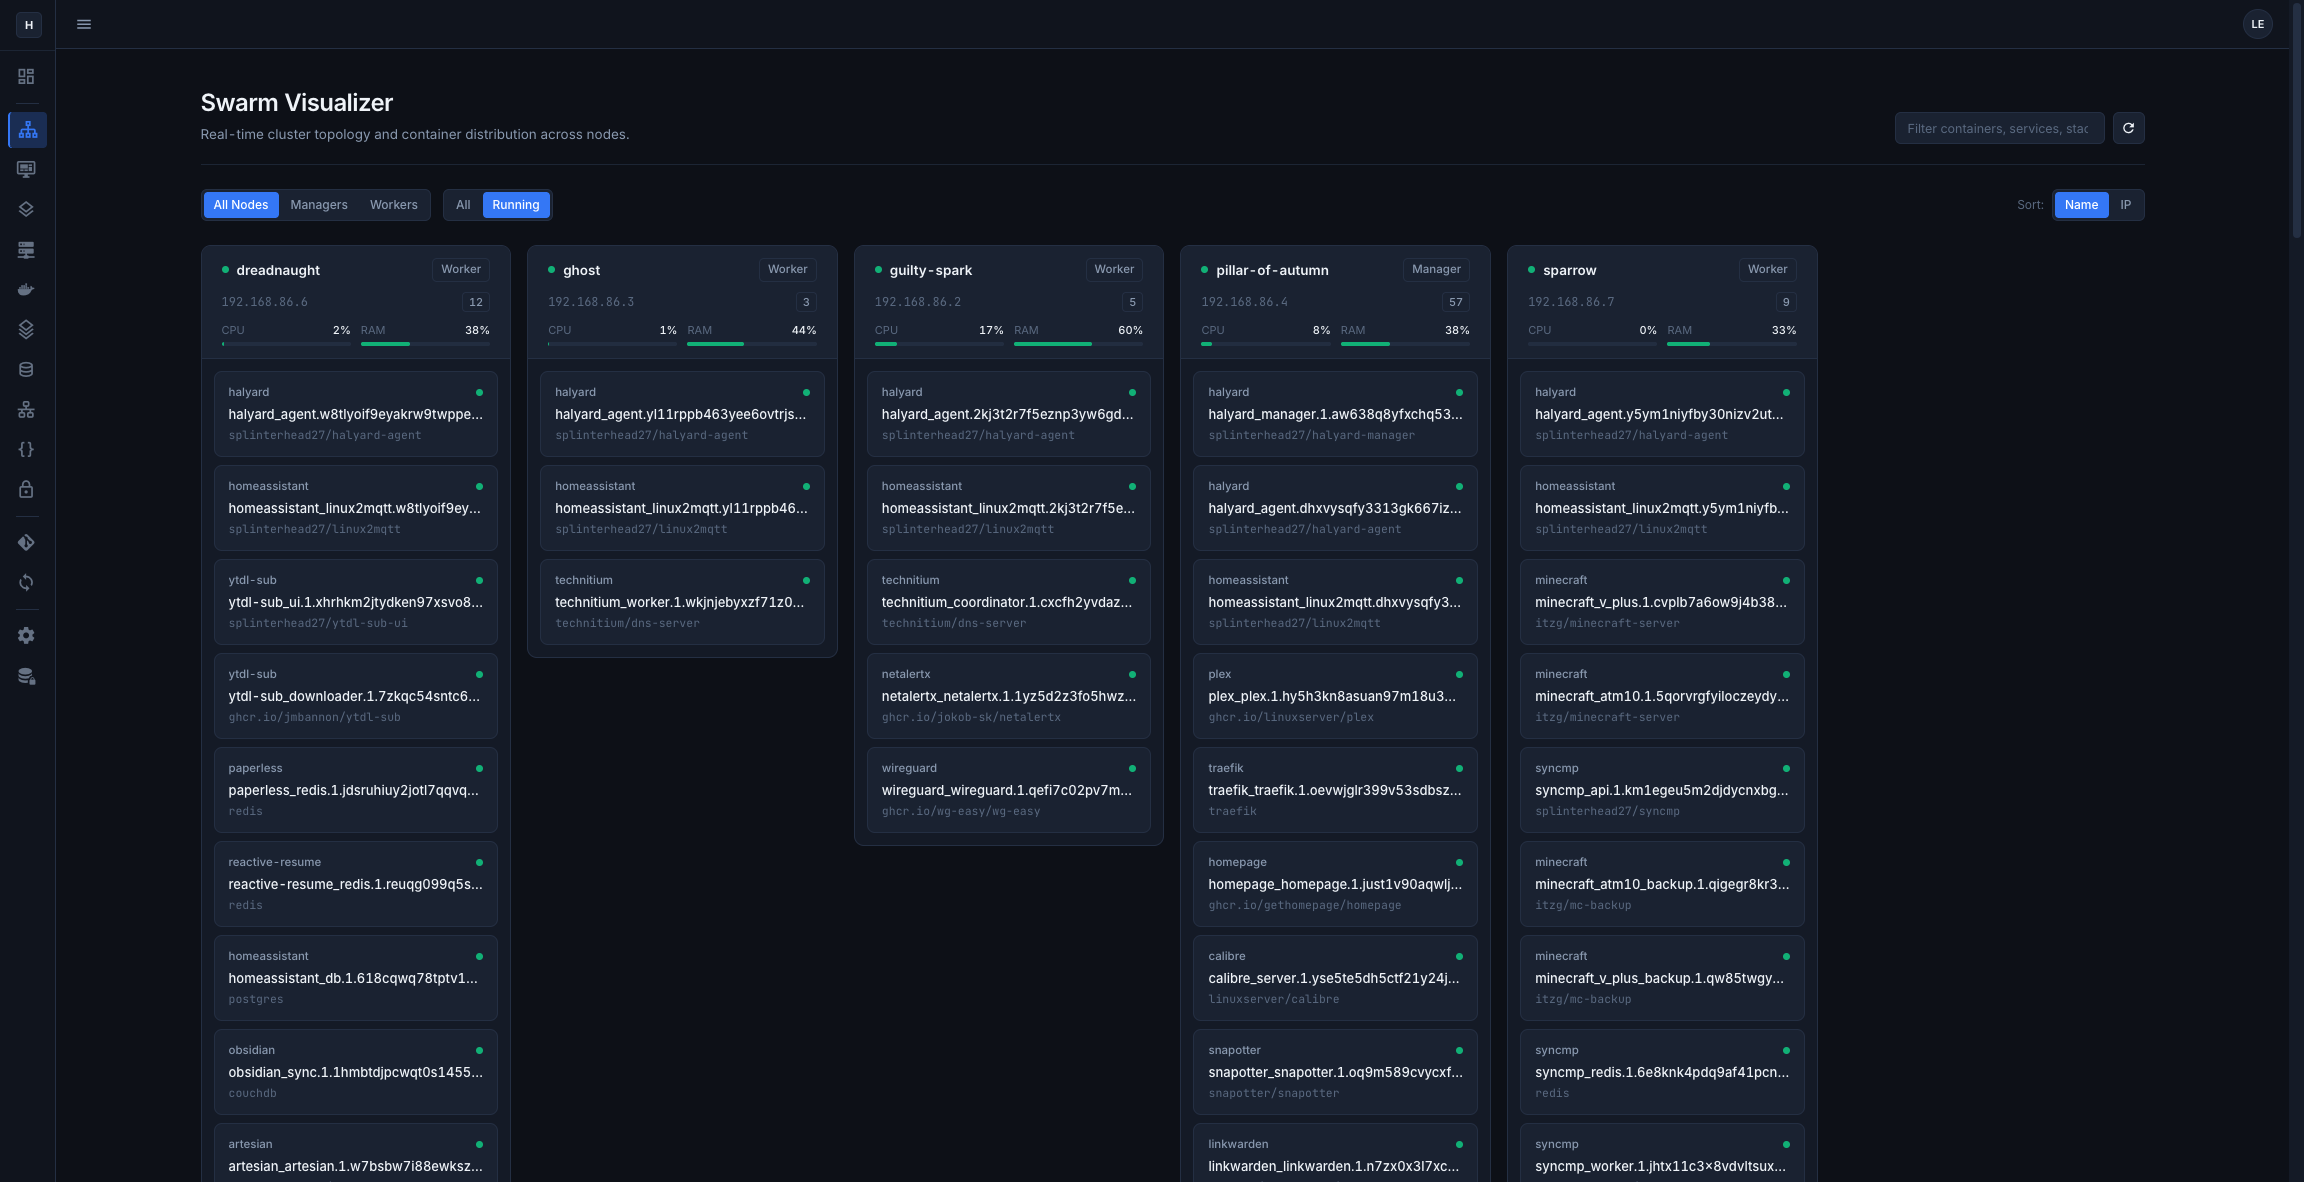 H
LE
Swarm Visualizer
Real-time cluster topology and container distribution across nodes.
Filter containers, services, stac
All Nodes Managers Workers All Running
Sort: Name IP
dreadnaught Worker
192.168.86.6 12
CPU 2% RAM 38%
halyard
halyard_agent.w8tlyoif9eyakrw9twppe...
splinterhead27/halyard-agent
homeassistant
homeassistant_linux2mqtt.w8tlyoif9ey...
splinterhead27/linux2mqtt
ytdl-sub
ytdl-sub_ui.1.xhrhkm2jtydken97xsvo8...
splinterhead27/ytdl-sub-ui
ytdl-sub
ytdl-sub_downloader.1.7zkqc54sntc6...
ghcr.io/jmbannon/ytdl-sub
paperless
paperless_redis.1.jdsruhiuy2jotl7qqvq...
redis
reactive-resume
reactive-resume_redis.1.reuqg099q5s...
redis
homeassistant
homeassistant_db.1.618cqwq78tptv1...
postgres
obsidian
obsidian_sync.1.1hmbtdjpcwqt0s1455...
couchdb
artesian
artesian_artesian.1.w7bsbw7i88ewksz...
ghost Worker
192.168.86.3 3
CPU 1% RAM 44%
halyard
halyard_agent.yl11rppb463yee6ovtrjs...
splinterhead27/halyard-agent
homeassistant
homeassistant_linux2mqtt.yl11rppb46...
splinterhead27/linux2mqtt
technitium
technitium_worker.1.wkjnjebyxzf71z0...
technitium/dns-server
guilty-spark Worker
192.168.86.2 5
CPU 17% RAM 60%
halyard
halyard_agent.2kj3t2r7f5eznp3yw6gd...
splinterhead27/halyard-agent
homeassistant
homeassistant_linux2mqtt.2kj3t2r7f5e...
splinterhead27/linux2mqtt
technitium
technitium_coordinator.1.cxcfh2yvdaz...
technitium/dns-server
netalertx
netalertx_netalertx.1.1yz5d2z3fo5hwz...
ghcr.io/jokob-sk/netalertx
wireguard
wireguard_wireguard.1.qefi7c02pv7m...
ghcr.io/wg-easy/wg-easy
pillar-of-autumn Manager
192.168.86.4 57
CPU 8% RAM 38%
halyard
halyard_manager.1.aw638q8yfxchq53...
splinterhead27/halyard-manager
halyard
halyard_agent.dhxvysqfy3313gk667iz...
splinterhead27/halyard-agent
homeassistant
homeassistant_linux2mqtt.dhxvysqfy3...
splinterhead27/linux2mqtt
plex
plex_plex.1.hy5h3kn8asuan97m18u3...
ghcr.io/linuxserver/plex
traefik
traefik_traefik.1.oevwjglr399v53sdbsz...
traefik
homepage
homepage_homepage.1.just1v90aqwlj...
ghcr.io/gethomepage/homepage
calibre
calibre_server.1.yse5te5dh5ctf21y24j...
linuxserver/calibre
snapotter
snapotter_snapotter.1.oq9m589cvycxf...
snapotter/snapotter
linkwarden
linkwarden_linkwarden.1.n7zx0x3l7xc...
sparrow Worker
192.168.86.7 9
CPU 0% RAM 33%
halyard
halyard_agent.y5ym1niyfby30nizv2ut...
splinterhead27/halyard-agent
homeassistant
homeassistant_linux2mqtt.y5ym1niyfb...
splinterhead27/linux2mqtt
minecraft
minecraft_v_plus.1.cvplb7a6ow9j4b38...
itzg/minecraft-server
minecraft
minecraft_atm10.1.5qorvrgfyiloczeydy...
itzg/minecraft-server
syncmp
syncmp_api.1.km1egeu5m2djdycnxbg...
splinterhead27/syncmp
minecraft
minecraft_atm10_backup.1.qigegr8kr3...
itzg/mc-backup
minecraft
minecraft_v_plus_backup.1.qw85twgy...
itzg/mc-backup
syncmp
syncmp_redis.1.6e8knk4pdq9af41pcn...
redis
syncmp
syncmp_worker.1.jhtx11c3x8vdvltsux...